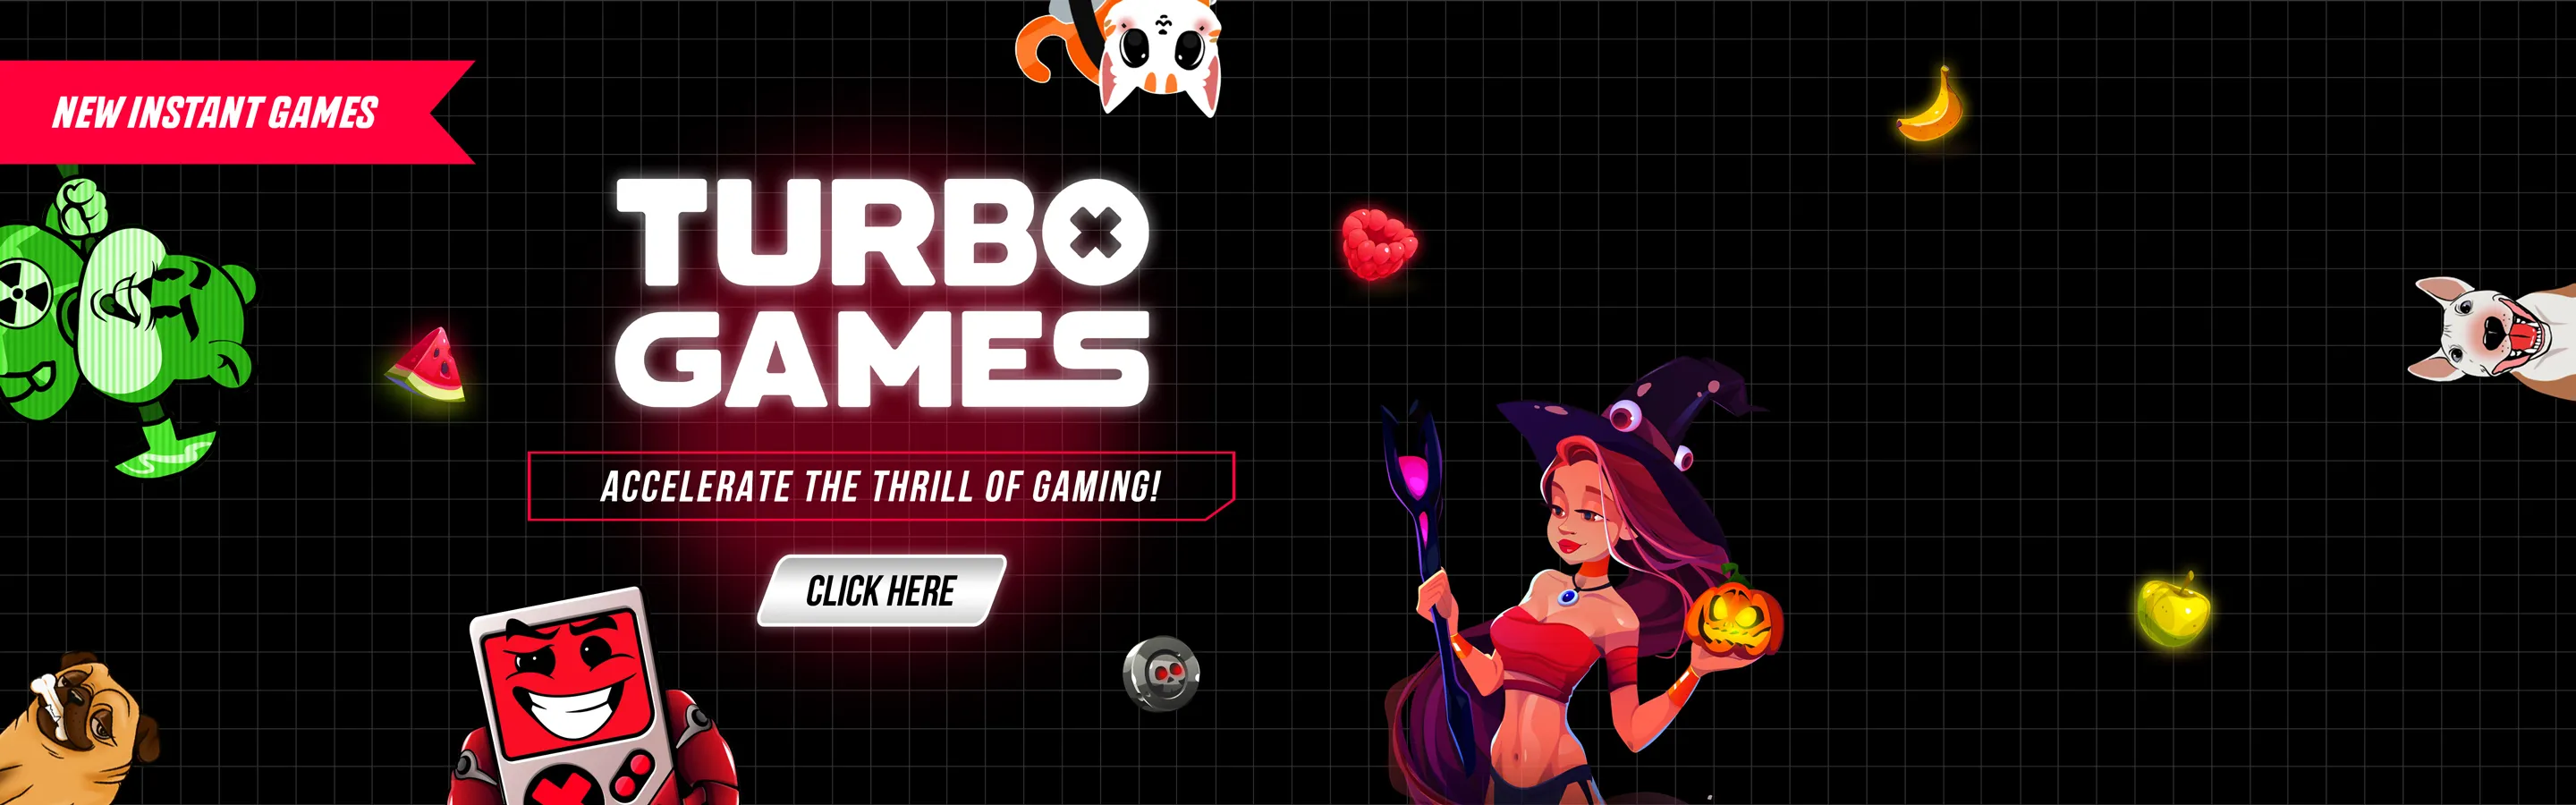 NEW INSTANT GAMES
TURBO
GAMES
ACCELERATE THE THRILL OF GAMING!
CLICK HERE